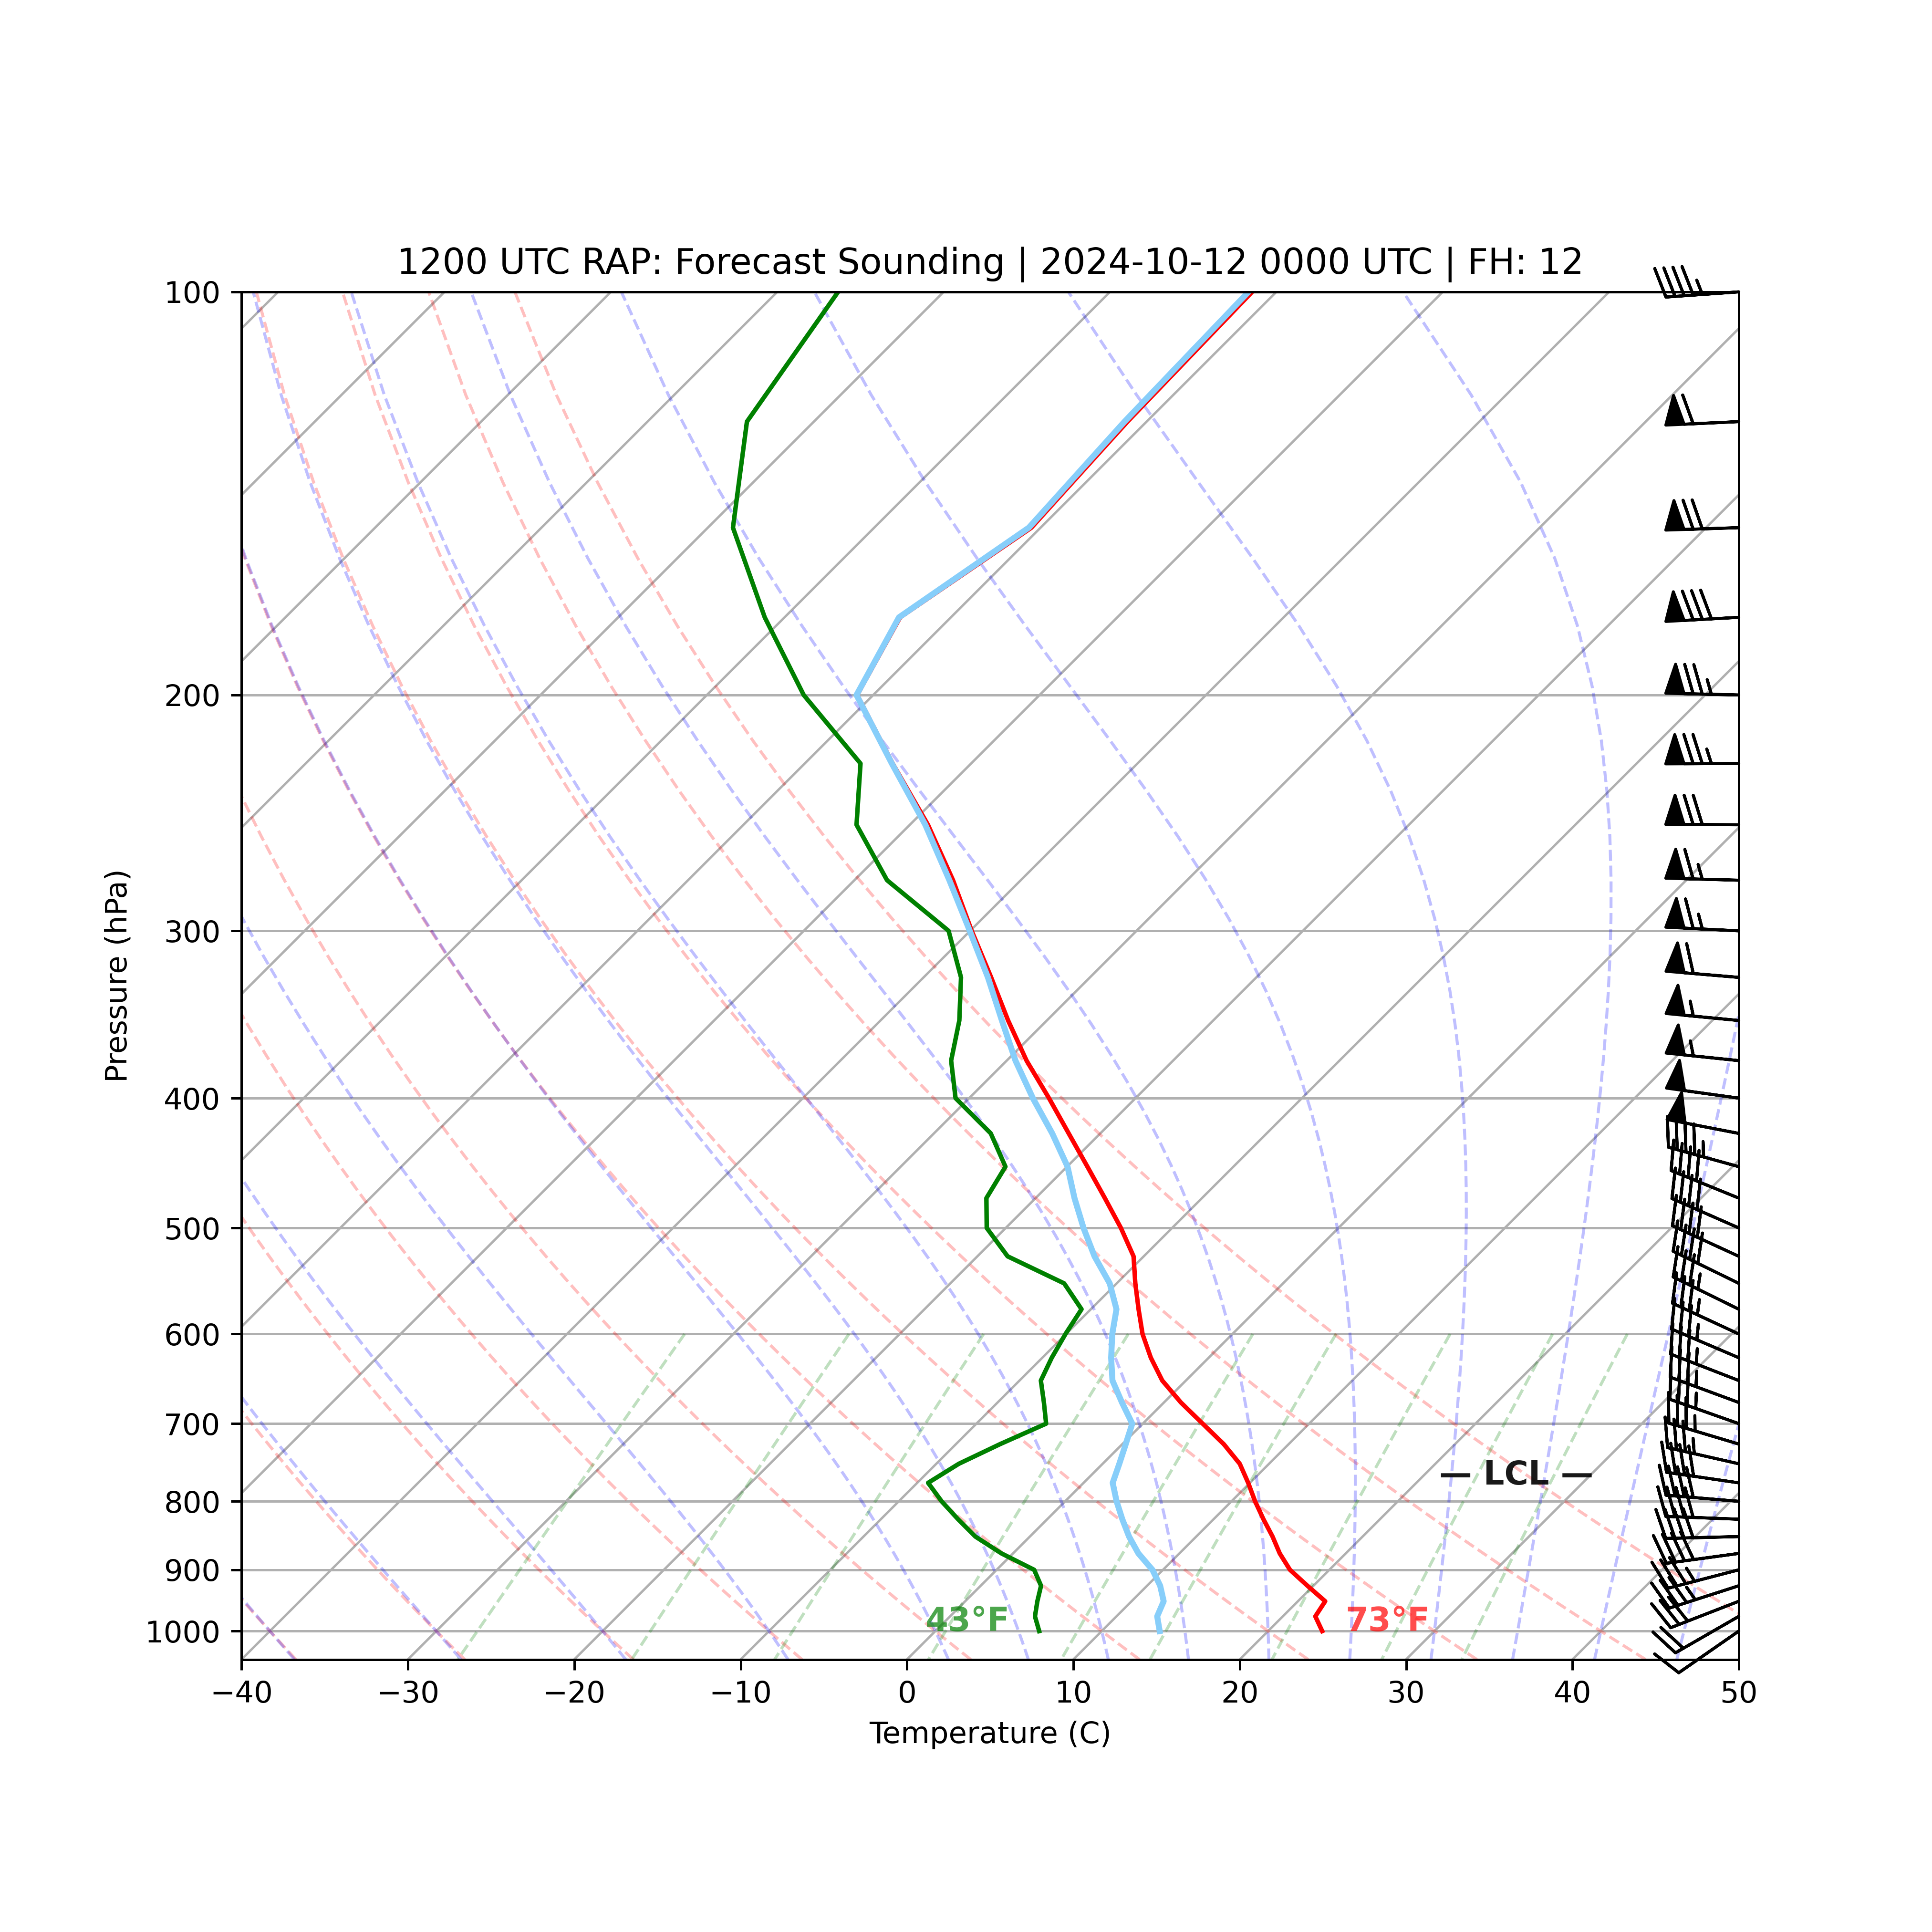 1200 UTC RAP: Forecast Sounding | 2024-10-12 0000 UTC | FH: 12
100
200
300
400
500
600
700
800
900
1000
Pressure (hPa)
— LCL —
43°F
73°F
−40 −30 −20 −10 0 10 20 30 40 50
Temperature (C)